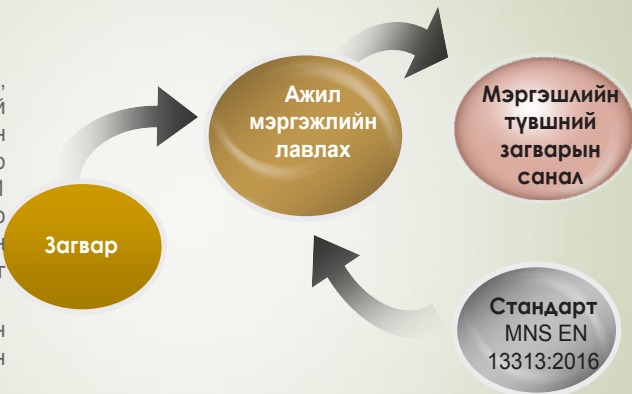 ,
й
н
р
р
н
г
н
н
Загвар
Ажил
мэргэжлийн
лавлах
Мэргэшлийн
түвшний
загварын
санал
Стандарт
MNS EN
13313:2016